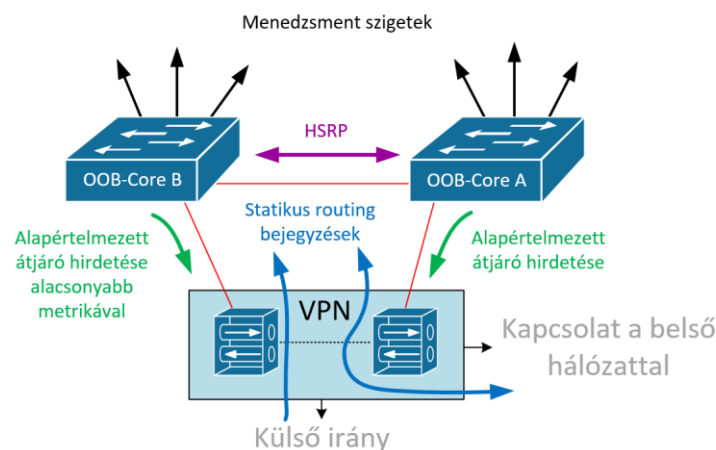 Menedzsment szigetek
HSRP
OOB-Core B
OOB-Core A
Statikus routing
bejegyzések
Alapértelmezett
átjáró hirdetése
alacsonyabb
metrikával
Alapértelmezett
átjáró hirdetése
VPN
Kapcsolat a belső
hálózattal
Külső irány